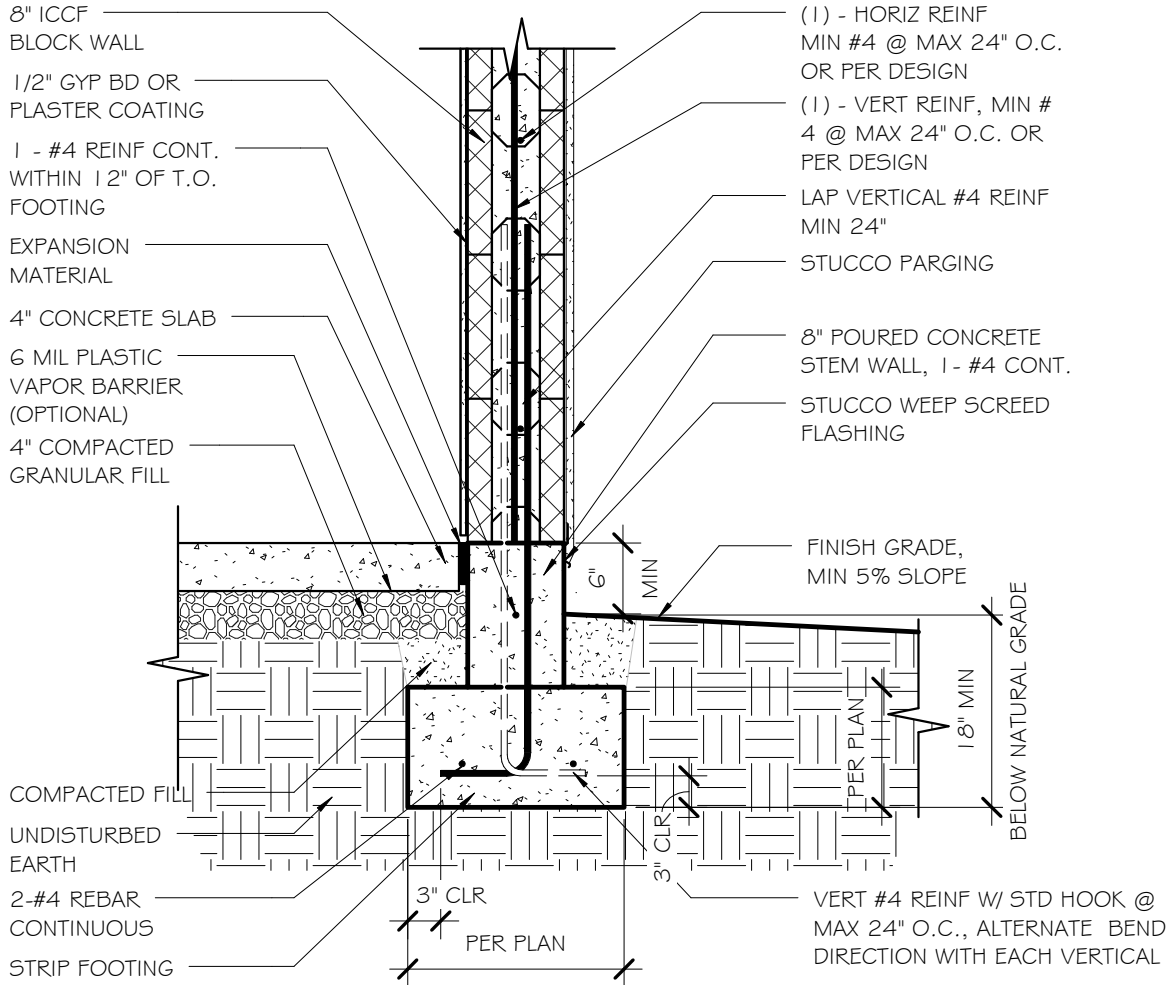 8" ICCF
BLOCK WALL
1/2" GYP BD OR
PLASTER COATING
1 - #4 REINF CONT.
WITHIN 12" OF T.O.
FOOTING
EXPANSION
MATERIAL
4" CONCRETE SLAB
6 MIL PLASTIC
VAPOR BARRIER
(OPTIONAL)
4" COMPACTED
GRANULAR FILL
COMPACTED FILL
UNDISTURBED
EARTH
2-#4 REBAR
CONTINUOUS
STRIP FOOTING
3" CLR
PER PLAN
3" CLR
6"
MIN
PER PLAN
18" MIN
BELOW NATURAL GRADE
(1) - HORIZ REINF
MIN #4 @ MAX 24" O.C.
OR PER DESIGN
(1) - VERT REINF, MIN #
4 @ MAX 24" O.C. OR
PER DESIGN
LAP VERTICAL #4 REINF
MIN 24"
STUCCO PARGING
8" POURED CONCRETE
STEM WALL, 1- #4 CONT.
STUCCO WEEP SCREED
FLASHING
FINISH GRADE,
MIN 5% SLOPE
VERT #4 REINF W/ STD HOOK @
MAX 24" O.C., ALTERNATE BEND
DIRECTION WITH EACH VERTICAL